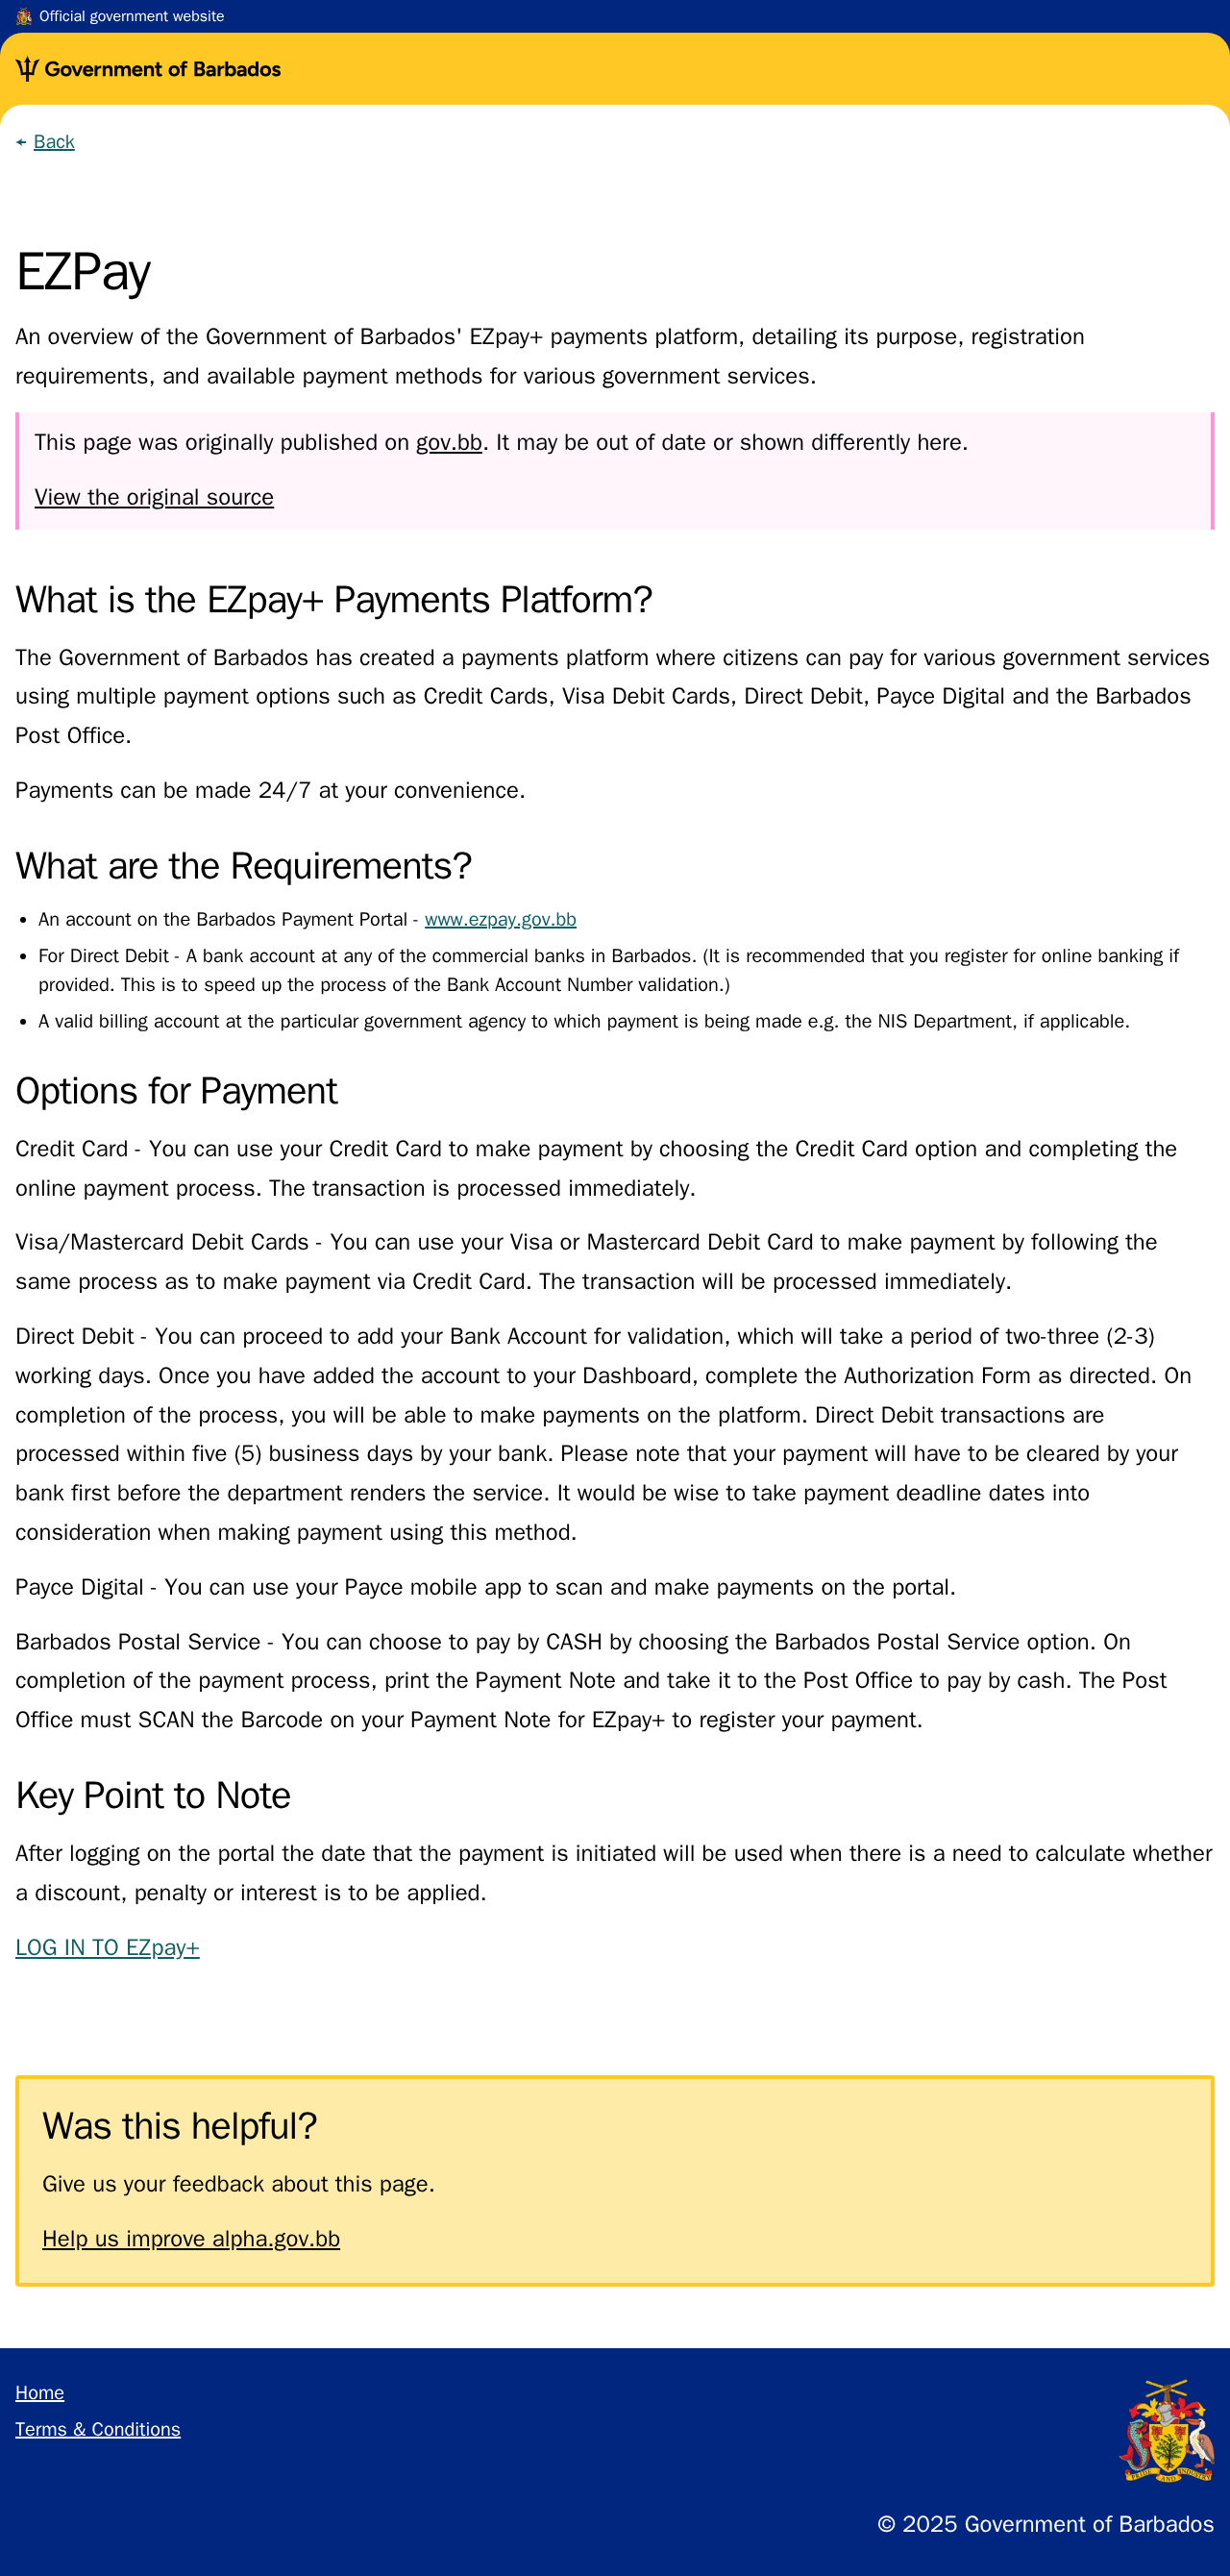 Official government website
Government of Barbados
← Back
EZPay
An overview of the Government of Barbados' EZpay+ payments platform, detailing its purpose, registration
requirements, and available payment methods for various government services.
This page was originally published on gov.bb. It may be out of date or shown differently here.
View the original source
What is the EZpay+ Payments Platform?
The Government of Barbados has created a payments platform where citizens can pay for various government services
using multiple payment options such as Credit Cards, Visa Debit Cards, Direct Debit, Payce Digital and the Barbados
Post Office.
Payments can be made 24/7 at your convenience.
What are the Requirements?
• An account on the Barbados Payment Portal - www.ezpay.gov.bb
• For Direct Debit - A bank account at any of the commercial banks in Barbados. (It is recommended that you register for online banking if
provided. This is to speed up the process of the Bank Account Number validation.)
• A valid billing account at the particular government agency to which payment is being made e.g. the NIS Department, if applicable.
Options for Payment
Credit Card - You can use your Credit Card to make payment by choosing the Credit Card option and completing the
online payment process. The transaction is processed immediately.
Visa/Mastercard Debit Cards - You can use your Visa or Mastercard Debit Card to make payment by following the
same process as to make payment via Credit Card. The transaction will be processed immediately.
Direct Debit - You can proceed to add your Bank Account for validation, which will take a period of two-three (2-3)
working days. Once you have added the account to your Dashboard, complete the Authorization Form as directed. On
completion of the process, you will be able to make payments on the platform. Direct Debit transactions are
processed within five (5) business days by your bank. Please note that your payment will have to be cleared by your
bank first before the department renders the service. It would be wise to take payment deadline dates into
consideration when making payment using this method.
Payce Digital - You can use your Payce mobile app to scan and make payments on the portal.
Barbados Postal Service - You can choose to pay by CASH by choosing the Barbados Postal Service option. On
completion of the payment process, print the Payment Note and take it to the Post Office to pay by cash. The Post
Office must SCAN the Barcode on your Payment Note for EZpay+ to register your payment.
Key Point to Note
After logging on the portal the date that the payment is initiated will be used when there is a need to calculate whether
a discount, penalty or interest is to be applied.
LOG IN TO EZpay+
Was this helpful?
Give us your feedback about this page.
Help us improve alpha.gov.bb
Home
Terms & Conditions
PRIDE AND INDUSTRY
© 2025 Government of Barbados